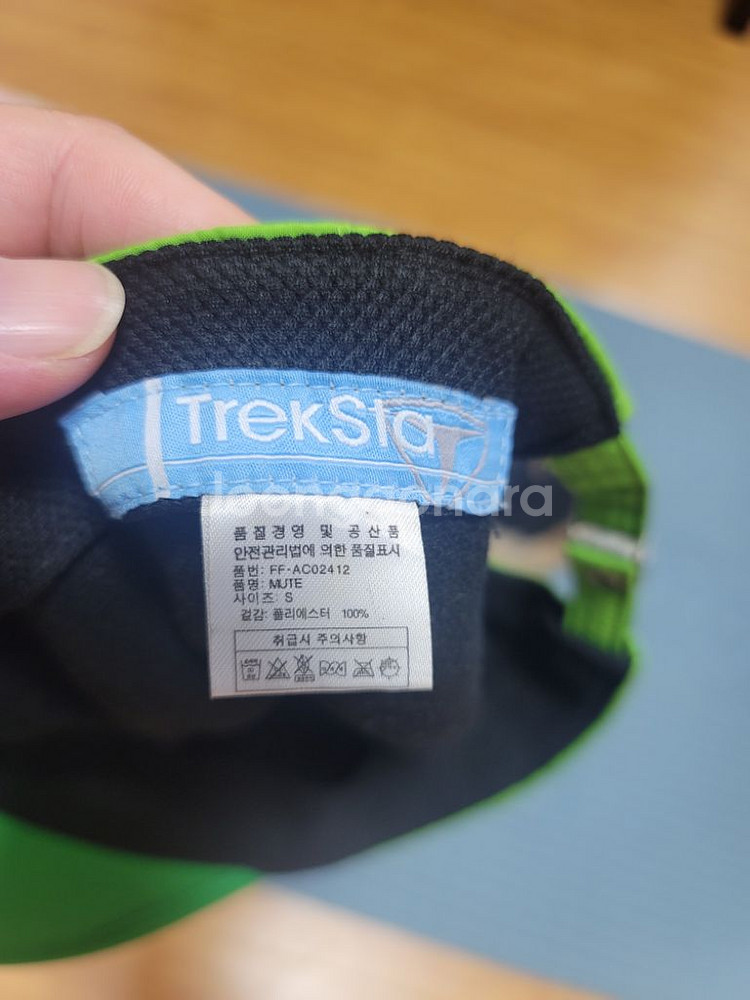 TrekSta
Joonggonara
품질경영 및 공산품
안전관리법에 의한 품질표시
품번: FF-AC02412
품명: MUTE
사이즈: S
겉감: 폴리에스터 100%
취급시 주의사항